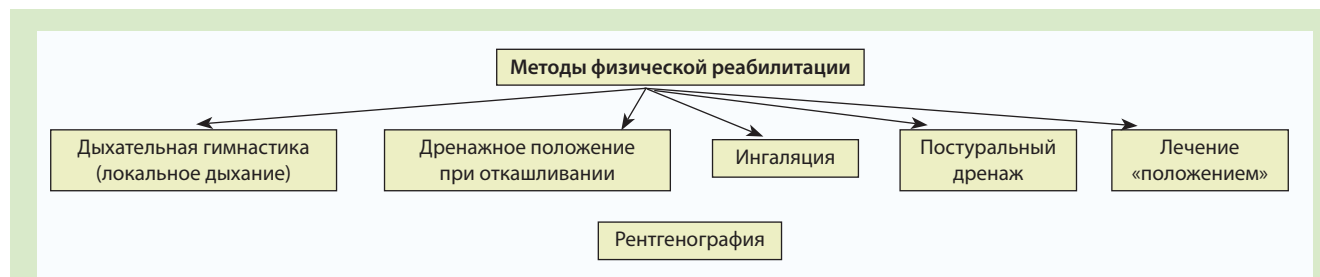 Методы физической реабилитации
Дыхательная гимнастика
(локальное дыхание)
Дренажное положение
при откашливании
Ингаляция
Постуральный
дренаж
Лечение
«положением»
Рентгенография